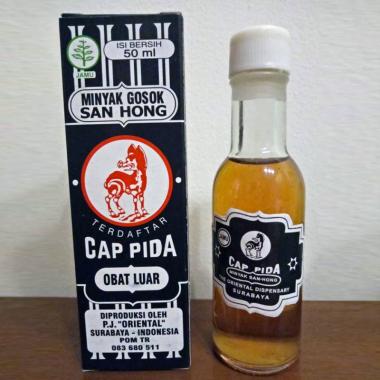 JAMU
ISI BERSIH
50 ml
MINYAK GOSOK
SAN HONG
TERDAFTAR
CAP PIDA
OBAT LUAR
DIPRODUKSI OLEH
P.J. "ORIENTAL"
SURABAYA - INDONESIA
POM TR
083 680 511
CAP PIDA
MINYAK SAN-HONG
THE ORIENTAL DISPENSARY
SURABAYA